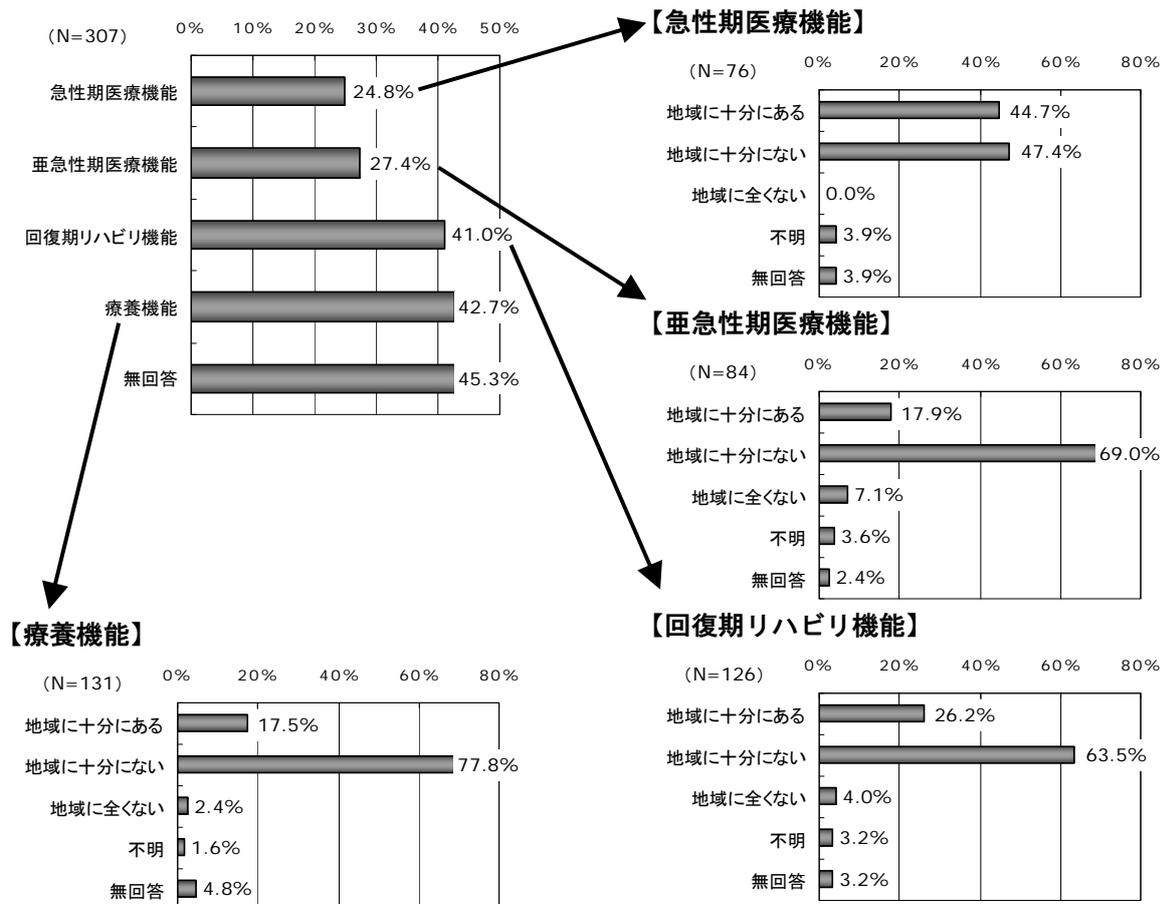 (N=307)
0% 10% 20% 30% 40% 50%
急性期医療機能 24.8%
亜急性期医療機能 27.4%
回復期リハビリ機能 41.0%
療養機能 42.7%
無回答 45.3%
【急性期医療機能】
(N=76)
0% 20% 40% 60% 80%
地域に十分にある 44.7%
地域に十分にない 47.4%
地域に全くない 0.0%
不明 3.9%
無回答 3.9%
【亜急性期医療機能】
(N=84)
0% 20% 40% 60% 80%
地域に十分にある 17.9%
地域に十分にない 69.0%
地域に全くない 7.1%
不明 3.6%
無回答 2.4%
【療養機能】
(N=131)
0% 20% 40% 60% 80%
地域に十分にある 17.5%
地域に十分にない 77.8%
地域に全くない 2.4%
不明 1.6%
無回答 4.8%
【回復期リハビリ機能】
(N=126)
0% 20% 40% 60% 80%
地域に十分にある 26.2%
地域に十分にない 63.5%
地域に全くない 4.0%
不明 3.2%
無回答 3.2%